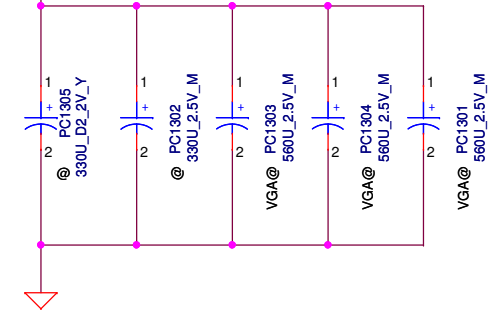 1
+
2
@
PC1305
330U_D2_2V_Y
1
+
2
@
PC1302
330U_2.5V_M
1
+
2
VGA@
PC1303
560U_2.5V_M
1
+
2
VGA@
PC1304
560U_2.5V_M
1
+
2
VGA@
PC1301
560U_2.5V_M